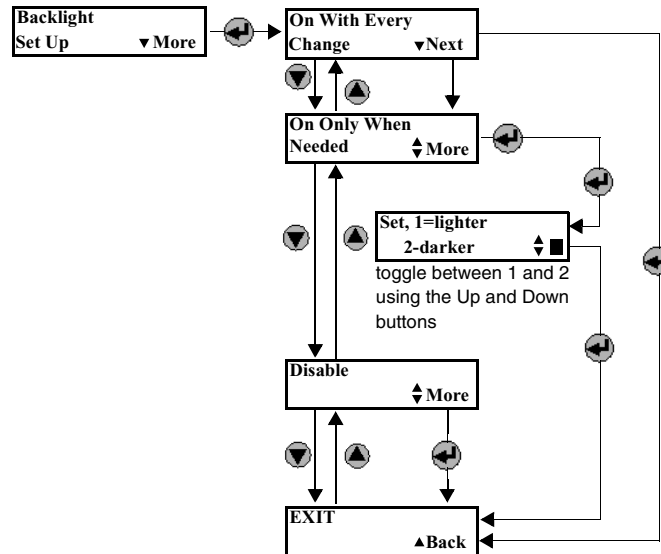 Backlight
Set Up ▼ More
On With Every
Change ▼Next
On Only When
Needed ▲▼ More
Set, 1=lighter
2-darker ▲▼ ■
toggle between 1 and 2
using the Up and Down
buttons
Disable
▲▼ More
EXIT
▲Back